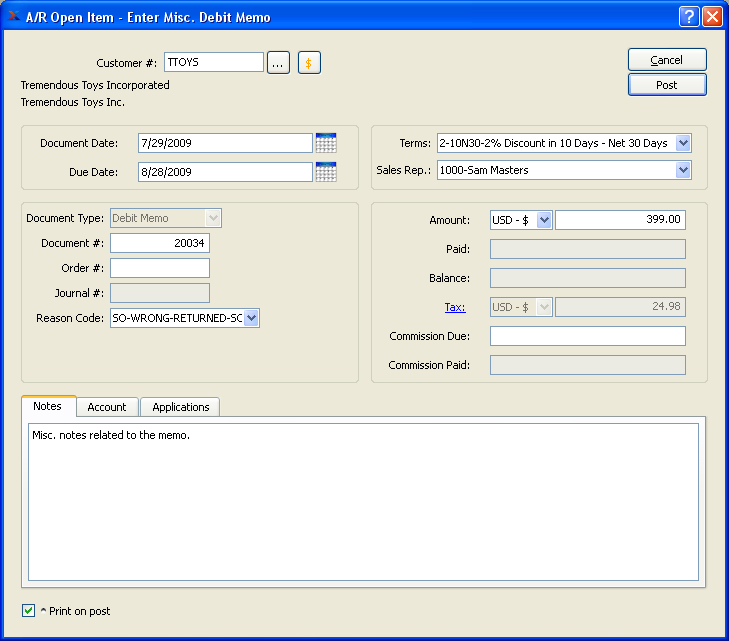 A/R Open Item - Enter Misc. Debit Memo
Customer #: TTOYS ... $
Cancel
Tremendous Toys Incorporated
Post
Tremendous Toys Inc.
Document Date: 7/29/2009
Due Date: 8/28/2009
Terms: 2-10N30-2% Discount in 10 Days - Net 30 Days
Sales Rep.: 1000-Sam Masters
Document Type: Debit Memo
Document #: 20034
Order #:
Journal #:
Reason Code: SO-WRONG-RETURNED-SC
Amount: USD - $ 399.00
Paid:
Balance:
Tax: USD - $ 24.98
Commission Due:
Commission Paid:
Notes Account Applications
Misc. notes related to the memo.
^ Print on post